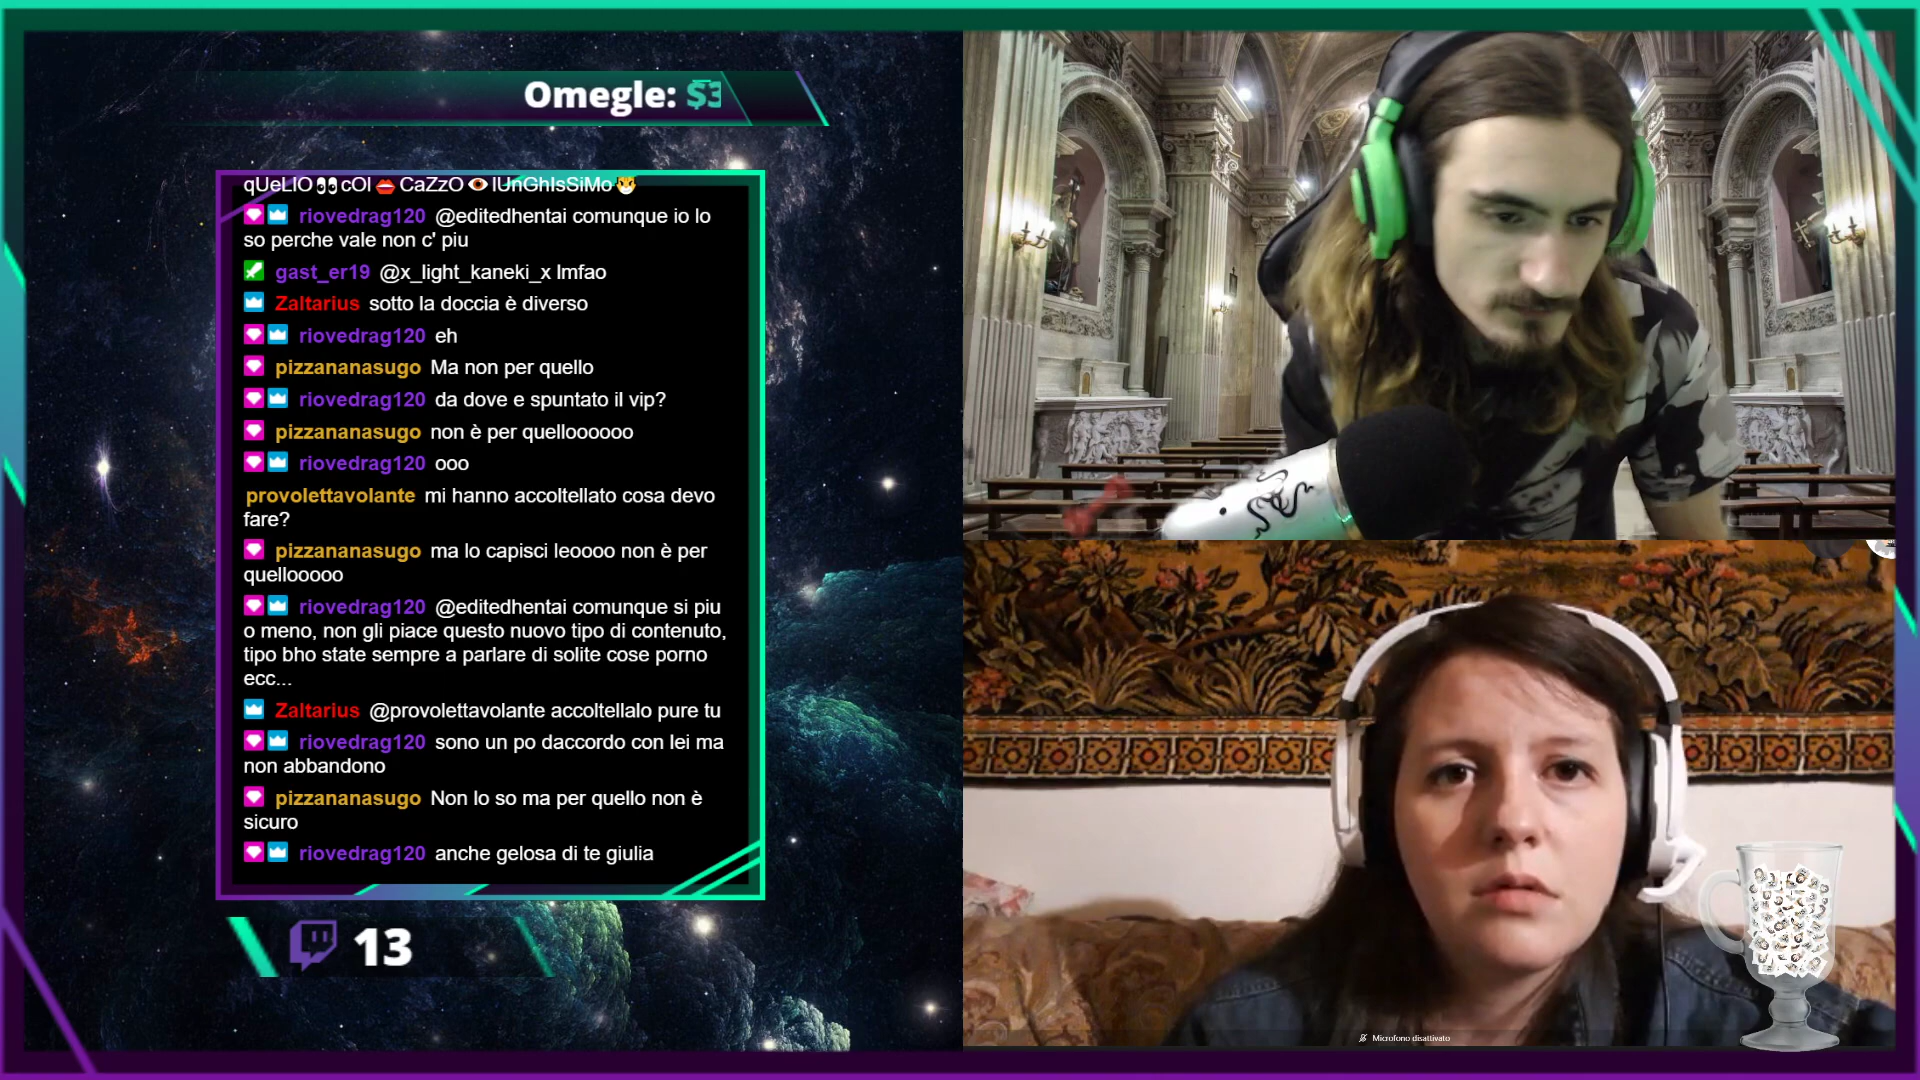 Omegle: $3
qUeLlO👀cOl👄CaZzO👁lUnGhIsSiMo🐯
riovedrag120 @editedhentai comunque io lo
so perche vale non c' piu
gast_er19 @x_light_kaneki_x lmfao
Zaltarius sotto la doccia è diverso
riovedrag120 eh
pizzananasugo Ma non per quello
riovedrag120 da dove e spuntato il vip?
pizzananasugo non è per quelloooooo
riovedrag120 ooo
provolettavolante mi hanno accoltellato cosa devo
fare?
pizzananasugo ma lo capisci leoooo non è per
quellooooo
riovedrag120 @editedhentai comunque si piu
o meno, non gli piace questo nuovo tipo di contenuto,
tipo bho state sempre a parlare di solite cose porno
ecc...
Zaltarius @provolettavolante accoltellalo pure tu
riovedrag120 sono un po daccordo con lei ma
non abbandono
pizzananasugo Non lo so ma per quello non è
sicuro
riovedrag120 anche gelosa di te giulia
13
Microfono disattivato